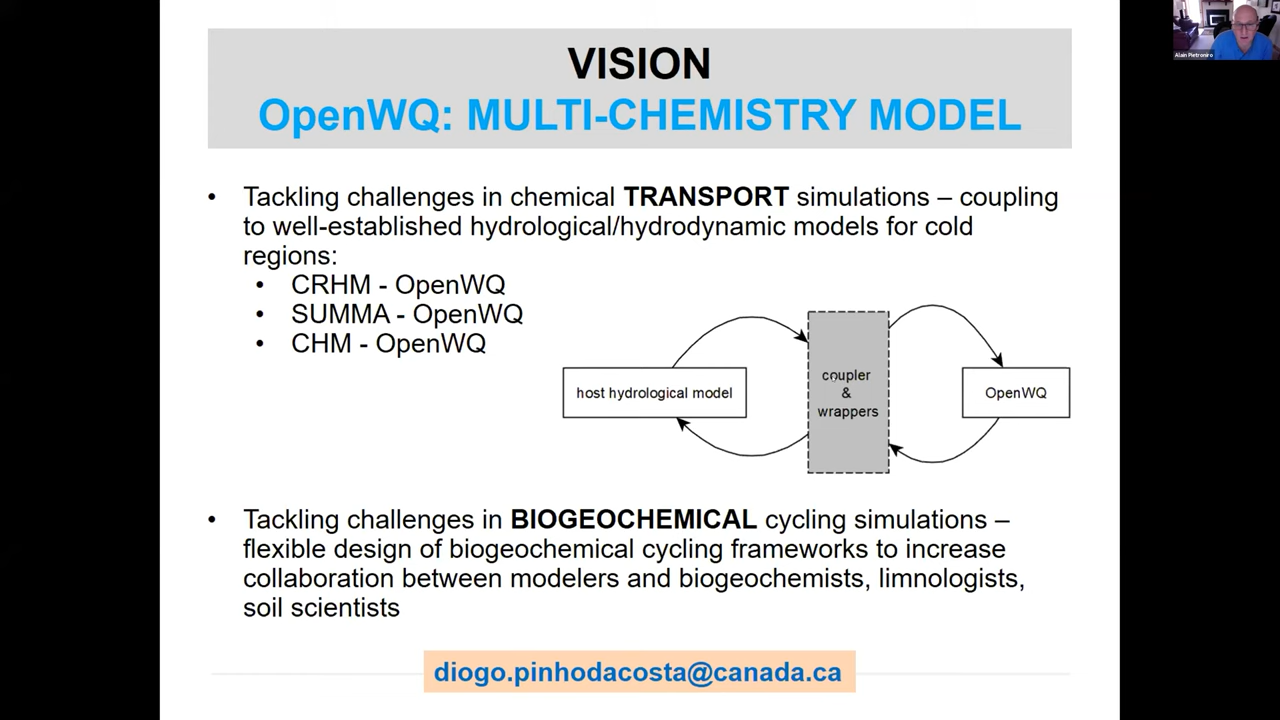 VISION
OpenWQ: MULTI-CHEMISTRY MODEL
• Tackling challenges in chemical TRANSPORT simulations – coupling
to well-established hydrological/hydrodynamic models for cold
regions:
• CRHM - OpenWQ
• SUMMA - OpenWQ
• CHM - OpenWQ
host hydrological model
coupler
&
wrappers
OpenWQ
• Tackling challenges in BIOGEOCHEMICAL cycling simulations –
flexible design of biogeochemical cycling frameworks to increase
collaboration between modelers and biogeochemists, limnologists,
soil scientists
diogo.pinhodacosta@canada.ca
Alain Pietroniro